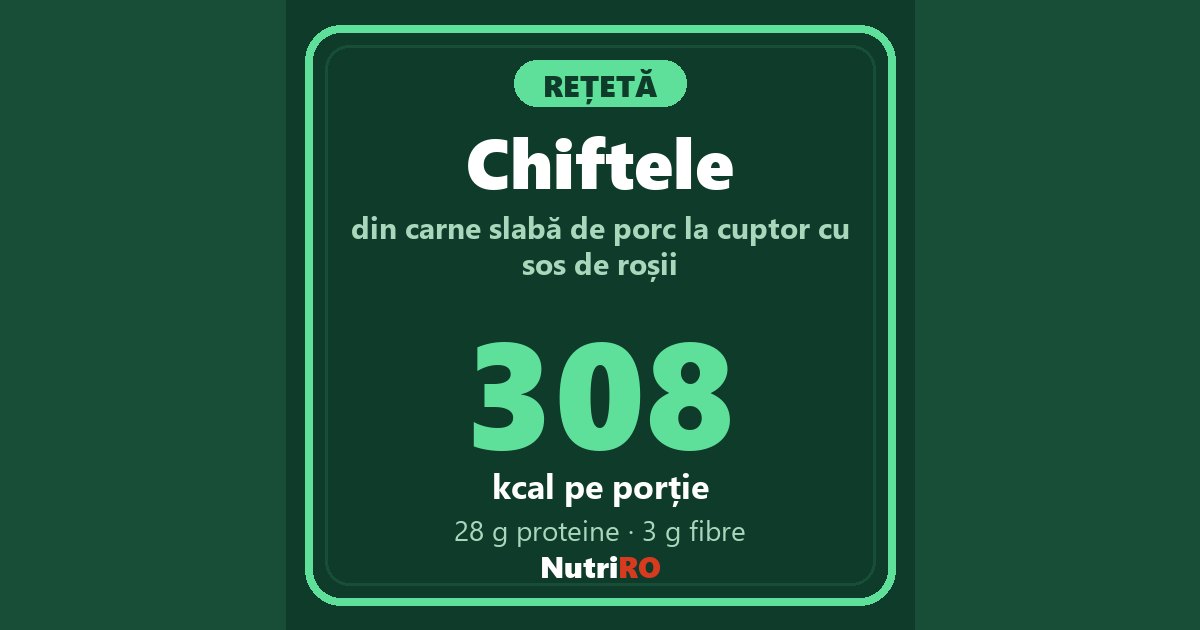 REȚETĂ
Chiftele
din carne slabă de porc la cuptor cu
sos de roșii
308
kcal pe porție
28 g proteine · 3 g fibre
NutriRO